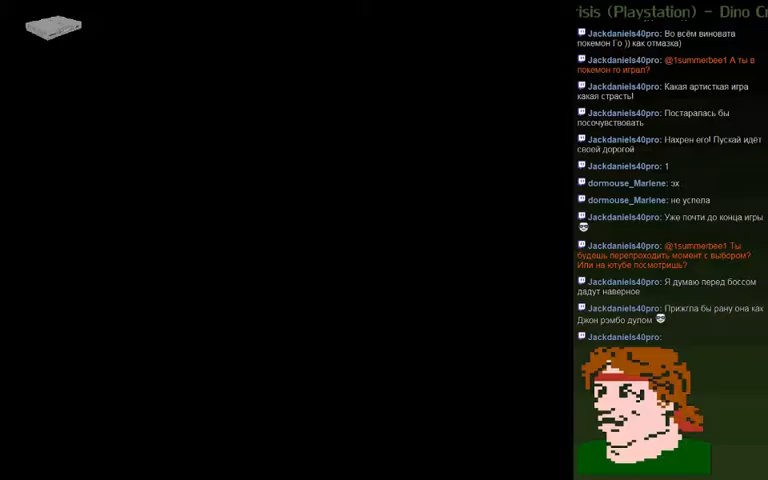 risis (Playstation) - Dino Cr
Jackdaniels40pro: Во всём виновата
покемон Го )) как отмазка)
Jackdaniels40pro: @1summerbee1 А ты в
покемон го играл?
Jackdaniels40pro: Какая артисткая игра
какая страсть!
Jackdaniels40pro: Постаралась бы
посочувствовать
Jackdaniels40pro: Нахрен его! Пускай идёт
своей дорогой
Jackdaniels40pro: 1
dormouse_Marlene: эх
dormouse_Marlene: не успела
Jackdaniels40pro: Уже почти до конца игры
Jackdaniels40pro: @1summerbee1 Ты
будешь перепроходить момент с выбором?
Или на ютубе посмотришь?
Jackdaniels40pro: Я думаю перед боссом
дадут наверное
Jackdaniels40pro: Прижгла бы рану она как
Джон рэмбо дулом
Jackdaniels40pro: